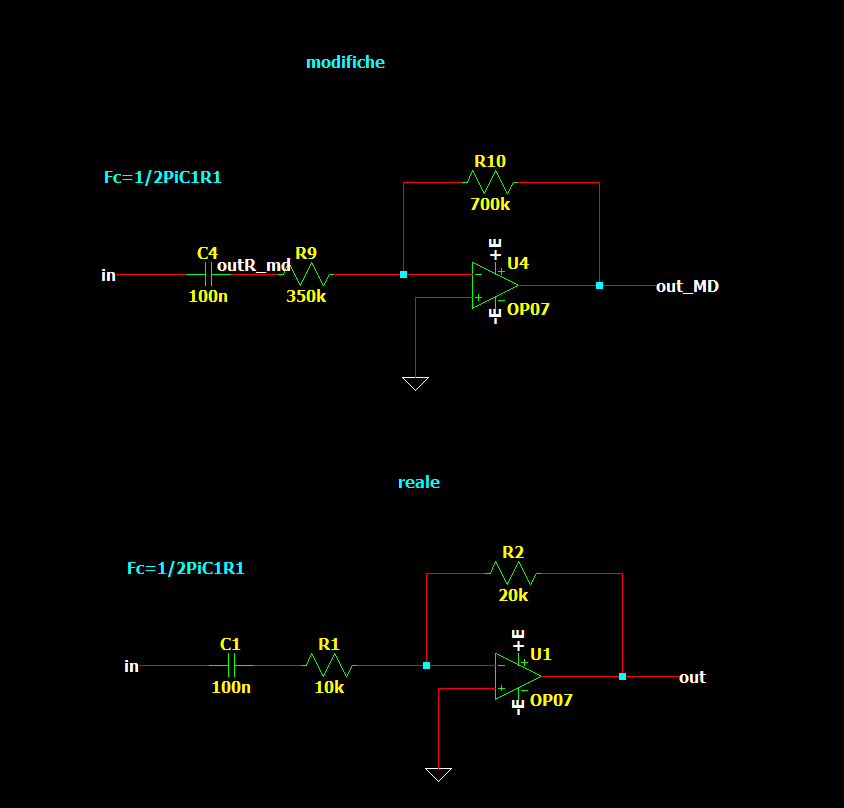 modifiche
R10
700k
Fc=1/2PiC1R1
C4
100n
outR_md
R9
350k
in
+E
U4
-E
OP07
out_MD
reale
R2
20k
Fc=1/2PiC1R1
C1
100n
R1
10k
in
+E
U1
-E
OP07
out